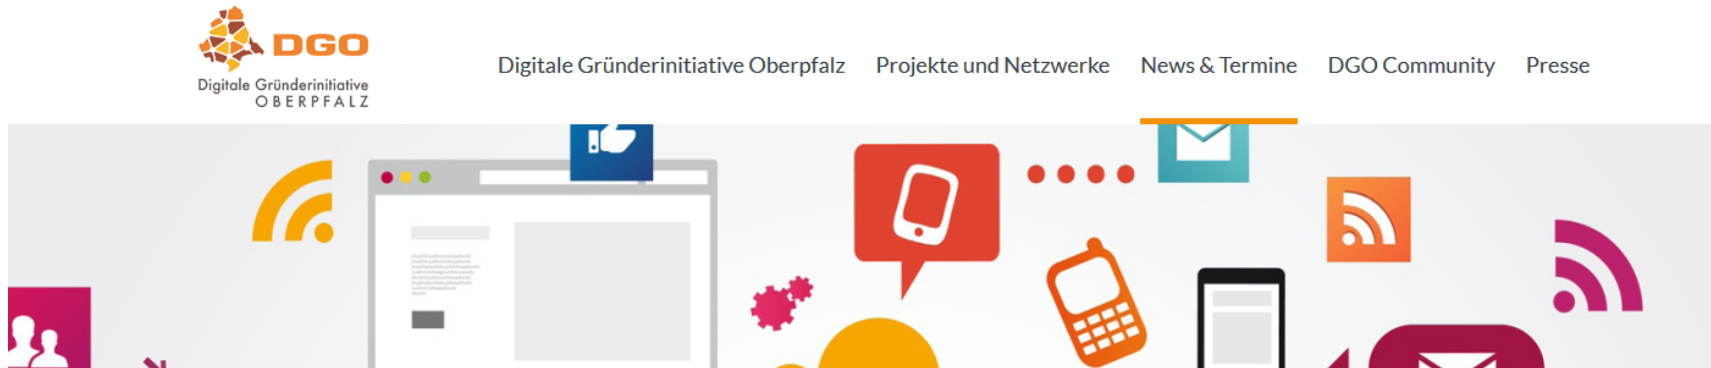 DGO
Digitale Gründerinitiative
OBERPFALZ
Digitale Gründerinitiative Oberpfalz Projekte und Netzwerke News & Termine DGO Community Presse